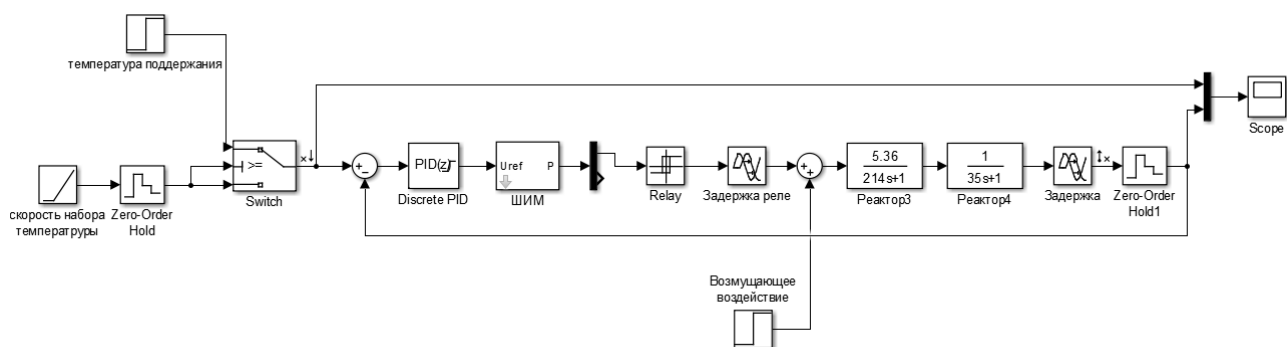 температура поддержания
скорость набора
температруры
Zero-Order
Hold
>=
Switch
+
−
PID(z)
Discrete PID
Uref
P
ШИМ
Relay
Задержка реле
+
+
Возмущающее
воздействие
5.36
214s+1
Реактор3
1
35s+1
Реактор4
Задержка
Zero-Order
Hold1
Scope